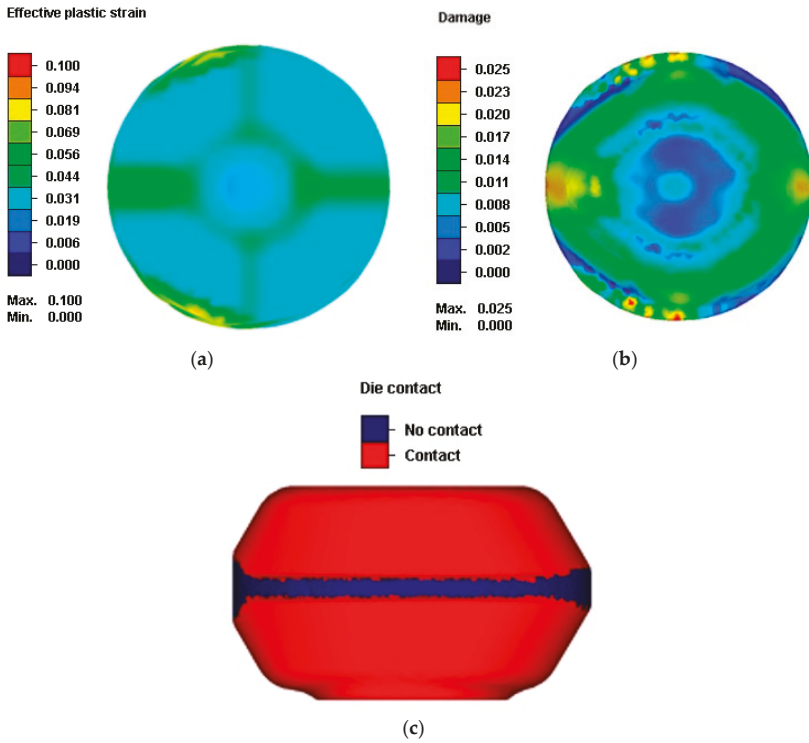 Effective plastic strain
0.100
0.094
0.081
0.069
0.056
0.044
0.031
0.019
0.006
0.000
Max. 0.100
Min. 0.000
(a)
Damage
0.025
0.023
0.020
0.017
0.014
0.011
0.008
0.005
0.002
0.000
Max. 0.025
Min. 0.000
(b)
Die contact
No contact
Contact
(c)